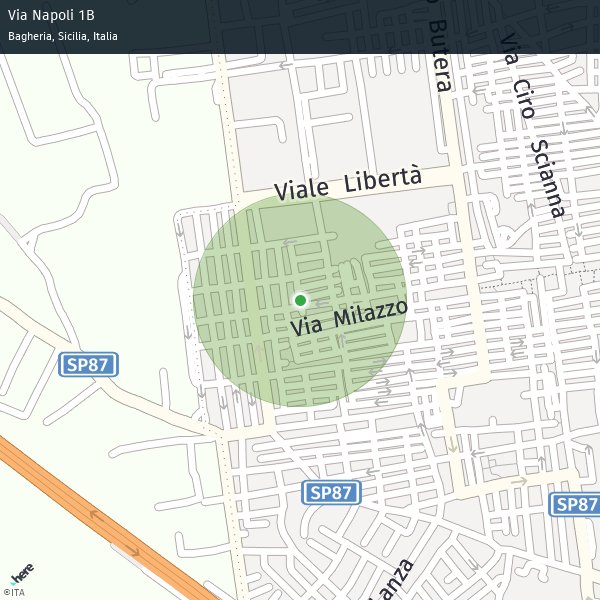 Via Napoli 1B
Bagheria, Sicilia, Italia
o Butera
Via Ciro Scianna
Viale Libertà
Via Milazzo
SP87
SP87
SP87
anza
here
©ITA